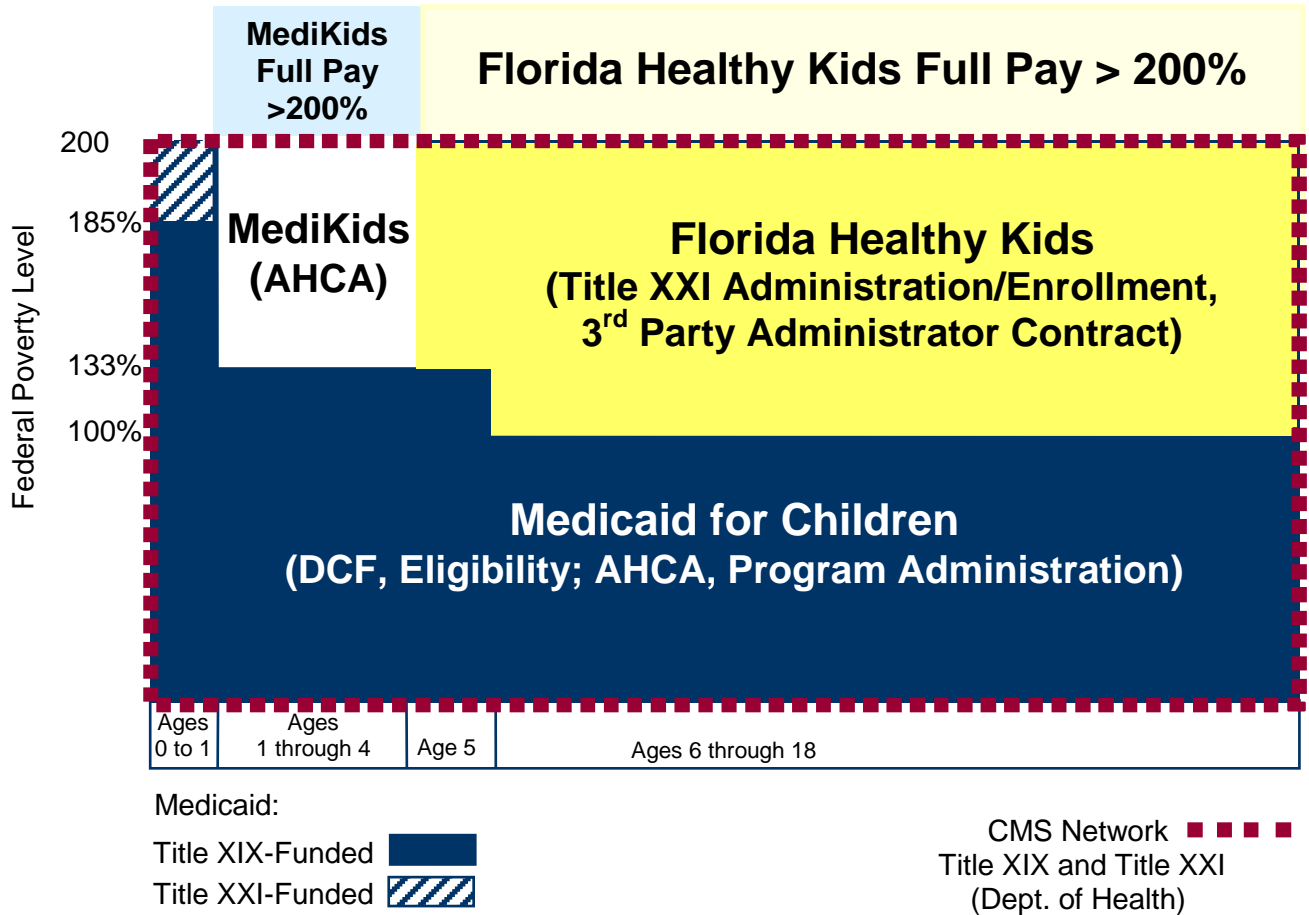 MediKids
Full Pay
>200%
Florida Healthy Kids Full Pay > 200%
Federal Poverty Level
200
185%
133%
100%
MediKids
(AHCA)
Florida Healthy Kids
(Title XXI Administration/Enrollment,
3rd Party Administrator Contract)
Medicaid for Children
(DCF, Eligibility; AHCA, Program Administration)
Ages
0 to 1
Ages
1 through 4
Age 5
Ages 6 through 18
Medicaid:
Title XIX-Funded
Title XXI-Funded
CMS Network
Title XIX and Title XXI
(Dept. of Health)